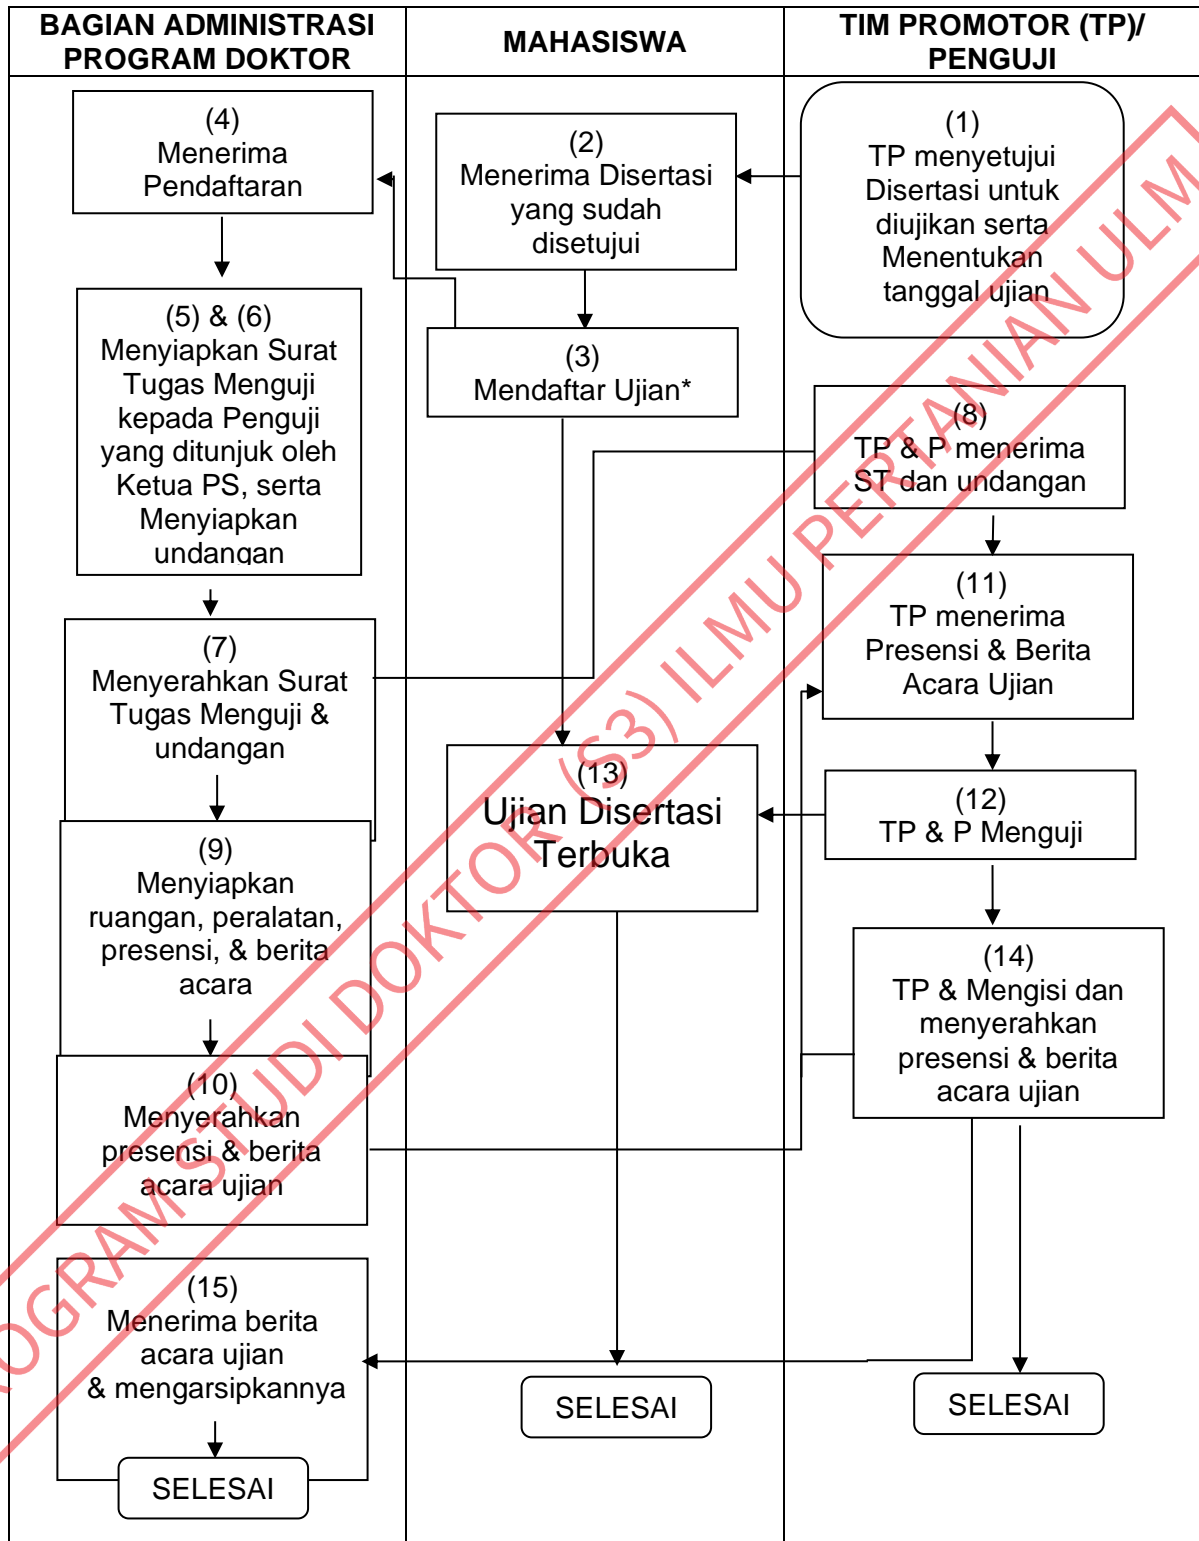 BAGIAN ADMINISTRASI
PROGRAM DOKTOR
MAHASISWA
TIM PROMOTOR (TP)/
PENGUJI
(4)
Menerima
Pendaftaran
(5) & (6)
Menyiapkan Surat
Tugas Menguji
kepada Penguji
yang ditunjuk oleh
Ketua PS, serta
Menyiapkan
undangan
(7)
Menyerahkan Surat
Tugas Menguji &
undangan
(9)
Menyiapkan
ruangan, peralatan,
presensi, & berita
acara
(10)
Menyerahkan
presensi & berita
acara ujian
(15)
Menerima berita
acara ujian
& mengarsipkannya
SELESAI
(2)
Menerima Disertasi
yang sudah
disetujui
(3)
Mendaftar Ujian*
(13)
Ujian Disertasi
Terbuka
SELESAI
(1)
TP menyetujui
Disertasi untuk
diujikan serta
Menentukan
tanggal ujian
(8)
TP & P menerima
ST dan undangan
(11)
TP menerima
Presensi & Berita
Acara Ujian
(12)
TP & P Menguji
(14)
TP & Mengisi dan
menyerahkan
presensi & berita
acara ujian
SELESAI
OGRAM STUDI DOKTOR (S3) ILMU PERTANIAN ULM